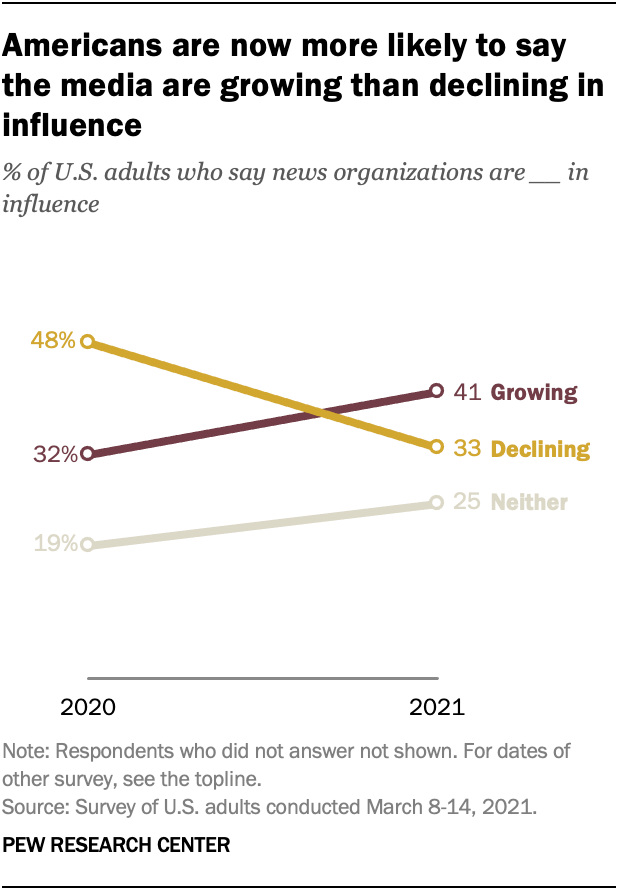 Americans are now more likely to say
the media are growing than declining in
influence
% of U.S. adults who say news organizations are __ in
influence
48%
41 Growing
32%
33 Declining
25 Neither
19%
2020 2021
Note: Respondents who did not answer not shown. For dates of
other survey, see the topline.
Source: Survey of U.S. adults conducted March 8-14, 2021.
PEW RESEARCH CENTER